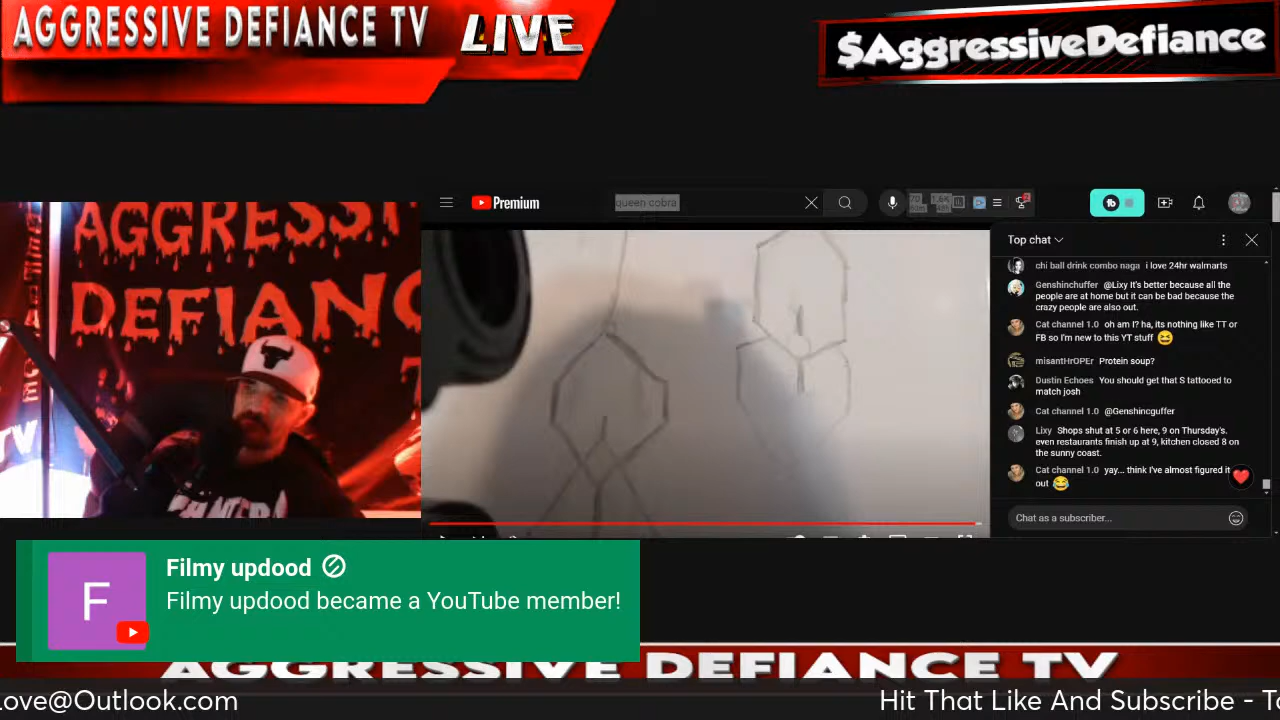 AGGRESSIVE DEFIANCE TV
LIVE
$AggressiveDefiance
Premium
queen cobra
Top chat
AGGRESSI
DEFIANC
chi ball drink combo naga i love 24hr walmarts
Genshinchuffer @Lixy It's better because all the
people are at home but it can be bad because the
crazy people are also out.
Cat channel 1.0 oh am I? ha, its nothing like TT or
FB so I'm new to this YT stuff 😆
misantHrOPEr Protein soup?
Dustin Echoes You should get that S tattooed to
match josh
Cat channel 1.0 @Genshincguffer
Lixy Shops shut at 5 or 6 here, 9 on Thursday's.
even restaurants finish up at 9, kitchen closed 8 on
the sunny coast.
Cat channel 1.0 yay... think I've almost figured it
out 😂
Chat as a subscriber...
F
Filmy updood
Filmy updood became a YouTube member!
AGGRESSIVE DEFIANCE TV
ove@Outlook.com
Hit That Like And Subscribe - T